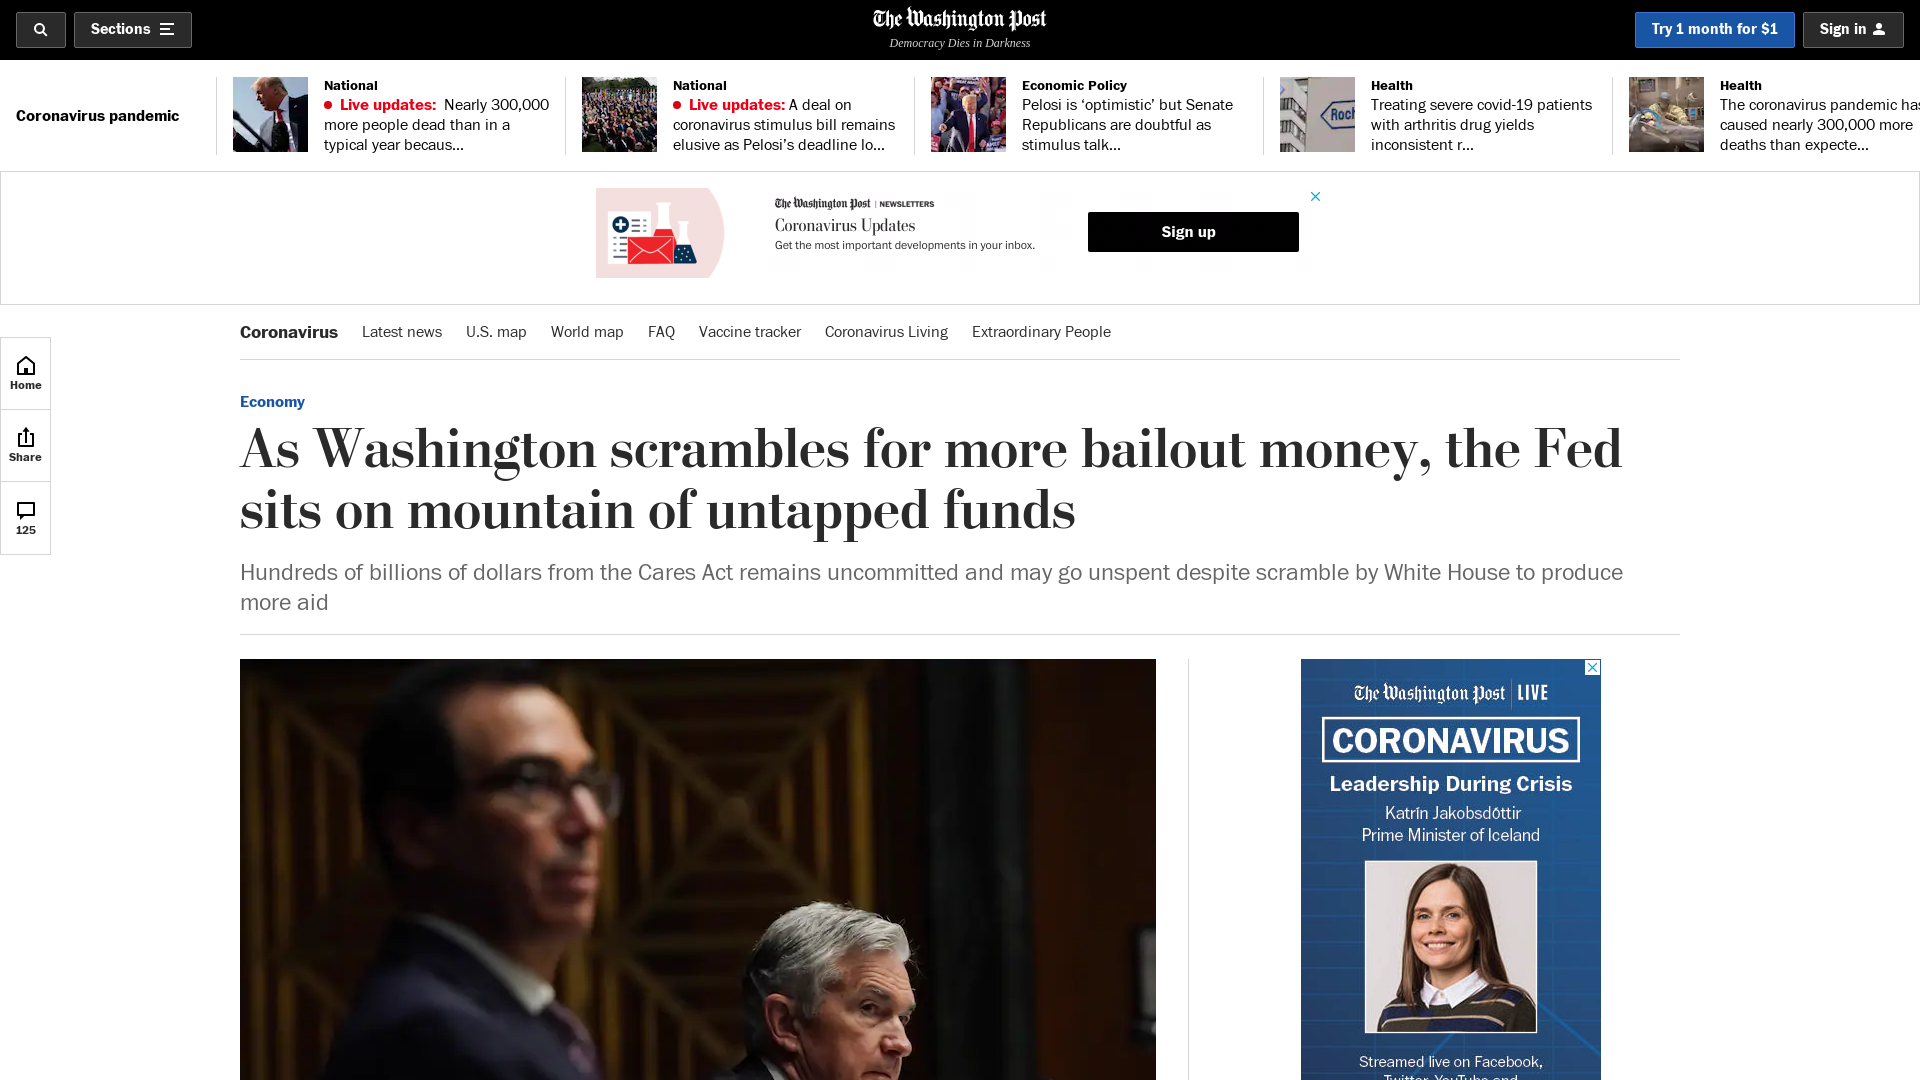 Sections
The Washington Post
Democracy Dies in Darkness
Try 1 month for $1
Sign in
Coronavirus pandemic
National
Live updates: Nearly 300,000
more people dead than in a
typical year becaus...
National
Live updates: A deal on
coronavirus stimulus bill remains
elusive as Pelosi’s deadline lo...
Economic Policy
Pelosi is ‘optimistic’ but Senate
Republicans are doubtful as
stimulus talk...
Health
Treating severe covid-19 patients
with arthritis drug yields
inconsistent r...
Roch
Health
The coronavirus pandemic has
caused nearly 300,000 more
deaths than expecte...
The Washington Post | NEWSLETTERS
Coronavirus Updates
Get the most important developments in your inbox.
Sign up
Coronavirus
Latest news
U.S. map
World map
FAQ
Vaccine tracker
Coronavirus Living
Extraordinary People
Home
Share
125
Economy
As Washington scrambles for more bailout money, the Fed
sits on mountain of untapped funds
Hundreds of billions of dollars from the Cares Act remains uncommitted and may go unspent despite scramble by White House to produce
more aid
The Washington Post | LIVE
CORONAVIRUS
Leadership During Crisis
Katrín Jakobsdóttir
Prime Minister of Iceland
Streamed live on Facebook,
Twitter, YouTube and